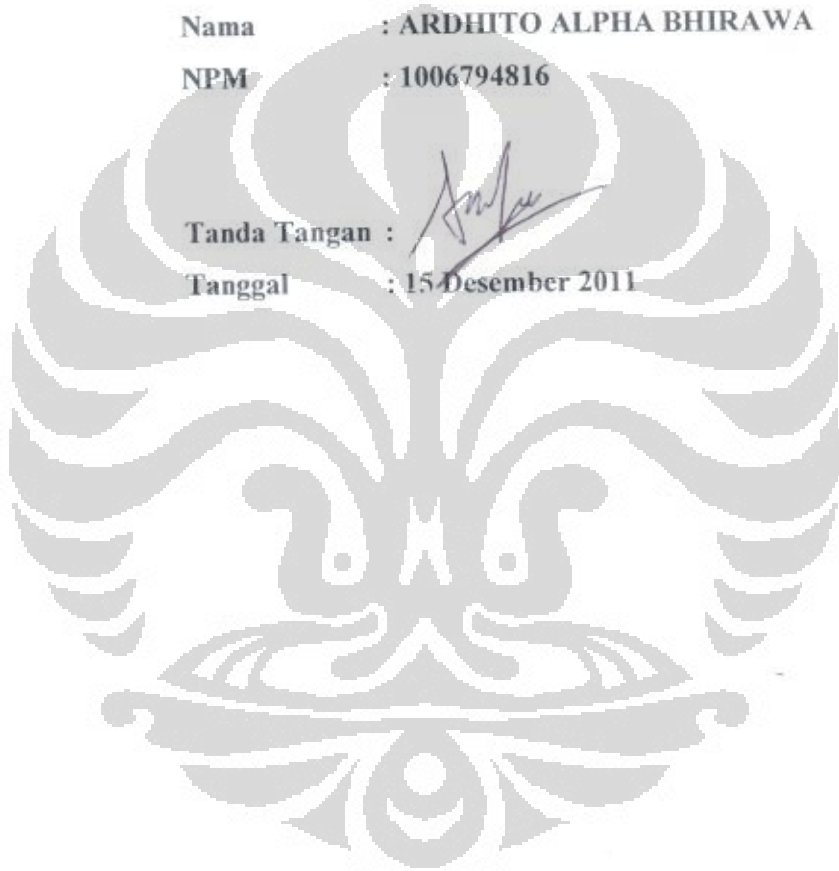 Nama : ARDHITO ALPHA BHIRAWA
NPM : 1006794816
Tanda Tangan :
Tanggal : 15 Desember 2011